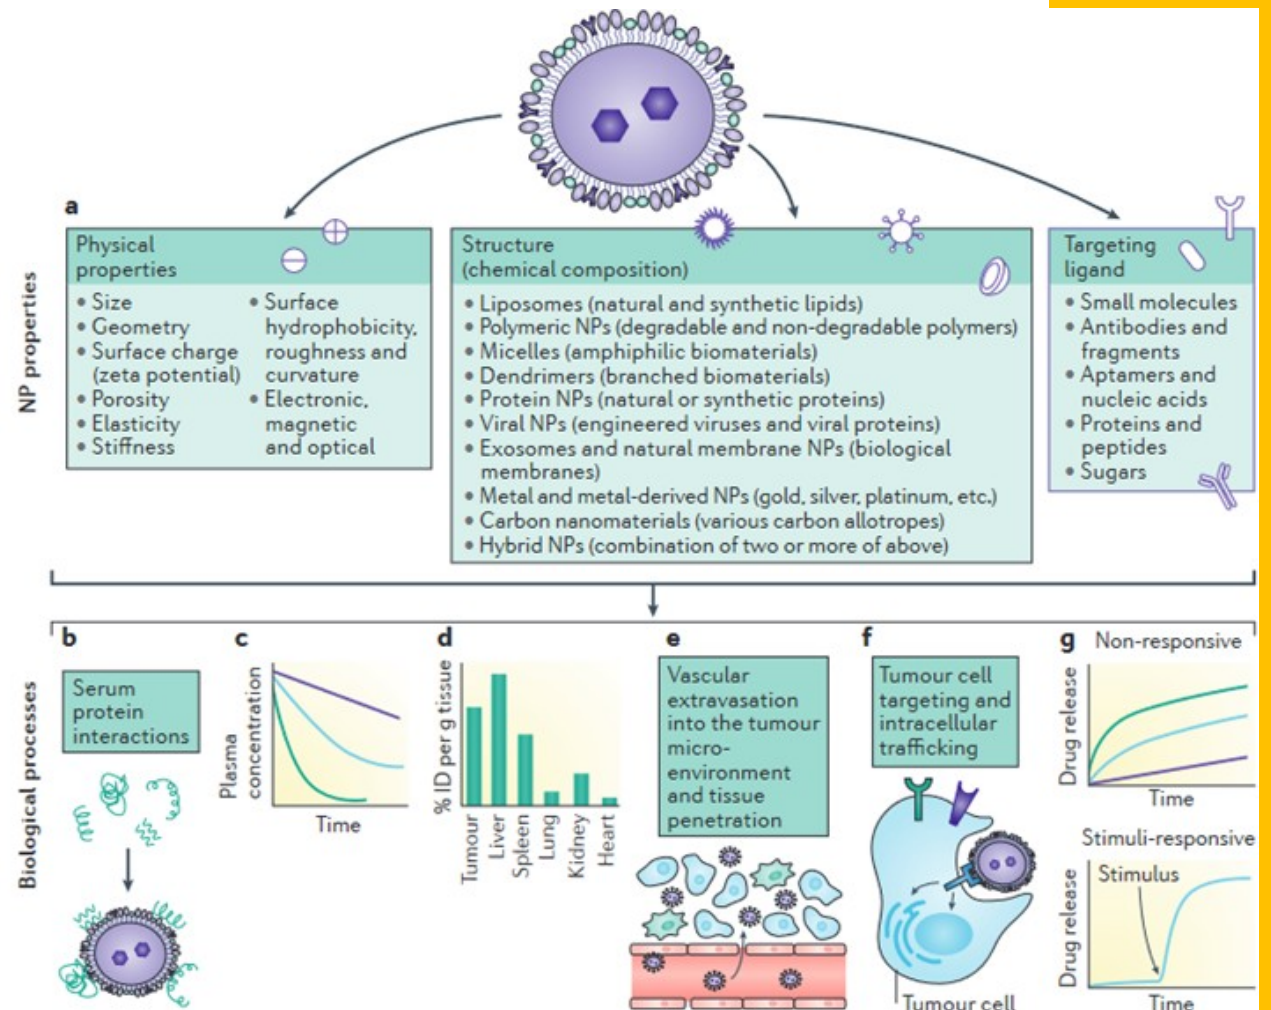 a
NP properties
Physical
properties
• Size
• Geometry
• Surface charge
(zeta potential)
• Porosity
• Elasticity
• Stiffness
• Surface
hydrophobicity,
roughness and
curvature
• Electronic,
magnetic
and optical
Structure
(chemical composition)
• Liposomes (natural and synthetic lipids)
• Polymeric NPs (degradable and non-degradable polymers)
• Micelles (amphiphilic biomaterials)
• Dendrimers (branched biomaterials)
• Protein NPs (natural or synthetic proteins)
• Viral NPs (engineered viruses and viral proteins)
• Exosomes and natural membrane NPs (biological
membranes)
• Metal and metal-derived NPs (gold, silver, platinum, etc.)
• Carbon nanomaterials (various carbon allotropes)
• Hybrid NPs (combination of two or more of above)
Targeting
ligand
• Small molecules
• Antibodies and
fragments
• Aptamers and
nucleic acids
• Proteins and
peptides
• Sugars
Biological processes
b
Serum
protein
interactions
c
Plasma
concentration
Time
d
% ID per g tissue
Tumour
Liver
Spleen
Lung
Kidney
Heart
e
Vascular
extravasation
into the tumour
micro-
environment
and tissue
penetration
f
Tumour cell
targeting and
intracellular
trafficking
Tumour cell
g
Non-responsive
Drug release
Time
Stimuli-responsive
Drug release
Stimulus
Time